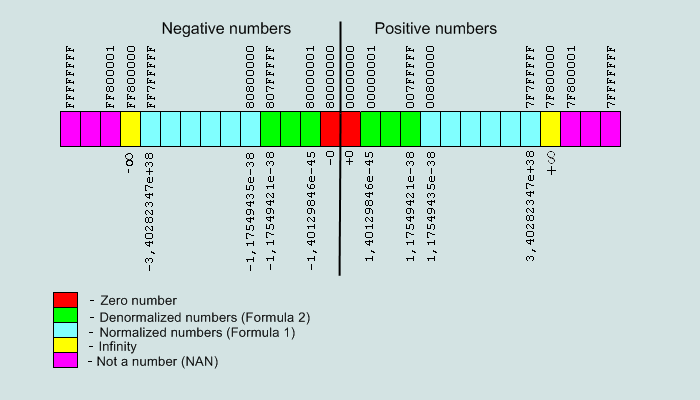 Negative numbers
Positive numbers
FFFFFFFF
FF800001
FF800000
FF7FFFFF
80800000
807FFFFF
80000001
80000000
00000000
00000001
007FFFFF
00800000
7F7FFFFF
7F800000
7F800001
7FFFFFFF
-∞
-3,40282347e+38
-1,17549435e-38
-1,17549421e-38
-1,40129846e-45
-0
+0
1,40129846e-45
1,17549421e-38
1,17549435e-38
3,40282347e+38
+∞
- Zero number
- Denormalized numbers (Formula 2)
- Normalized numbers (Formula 1)
- Infinity
- Not a number (NAN)